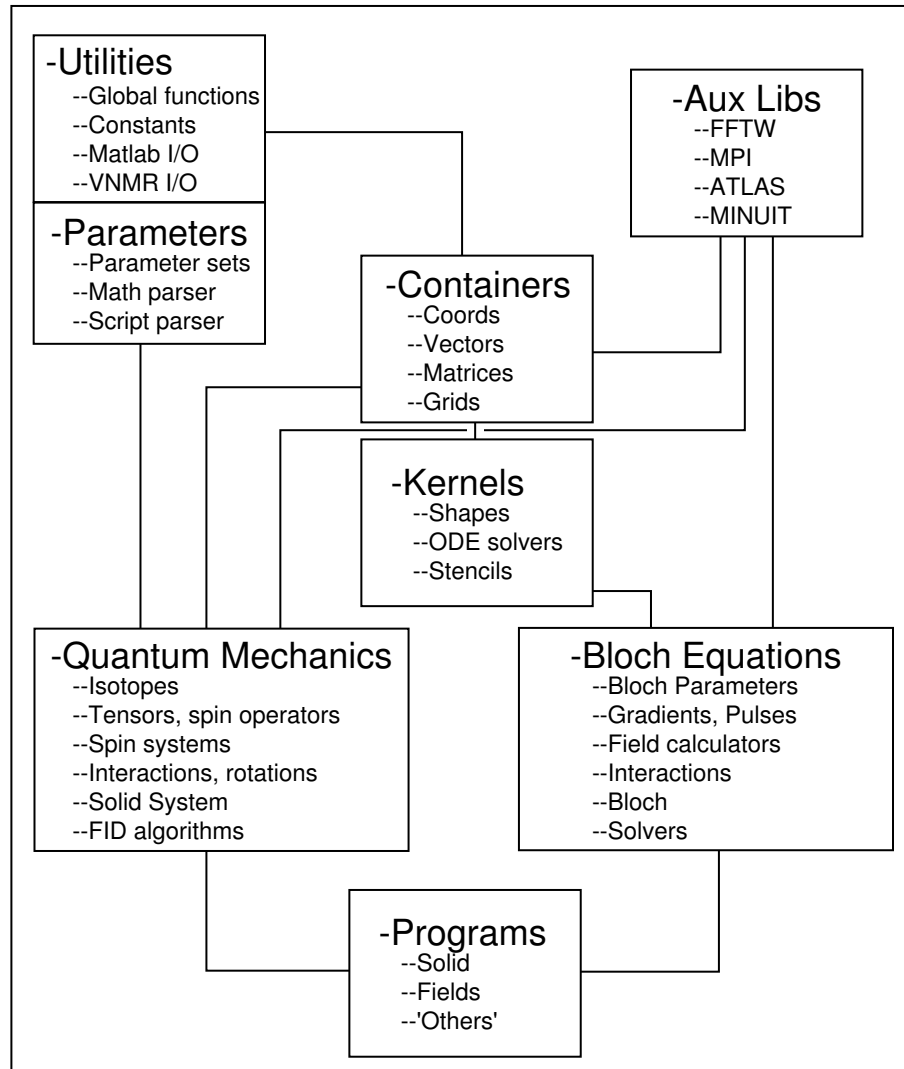 -Utilities
--Global functions
--Constants
--Matlab I/O
--VNMR I/O
-Parameters
--Parameter sets
--Math parser
--Script parser
-Aux Libs
--FFTW
--MPI
--ATLAS
--MINUIT
-Containers
--Coords
--Vectors
--Matrices
--Grids
-Kernels
--Shapes
--ODE solvers
--Stencils
-Quantum Mechanics
--Isotopes
--Tensors, spin operators
--Spin systems
--Interactions, rotations
--Solid System
--FID algorithms
-Bloch Equations
--Bloch Parameters
--Gradients, Pulses
--Field calculators
--Interactions
--Bloch
--Solvers
-Programs
--Solid
--Fields
--'Others'